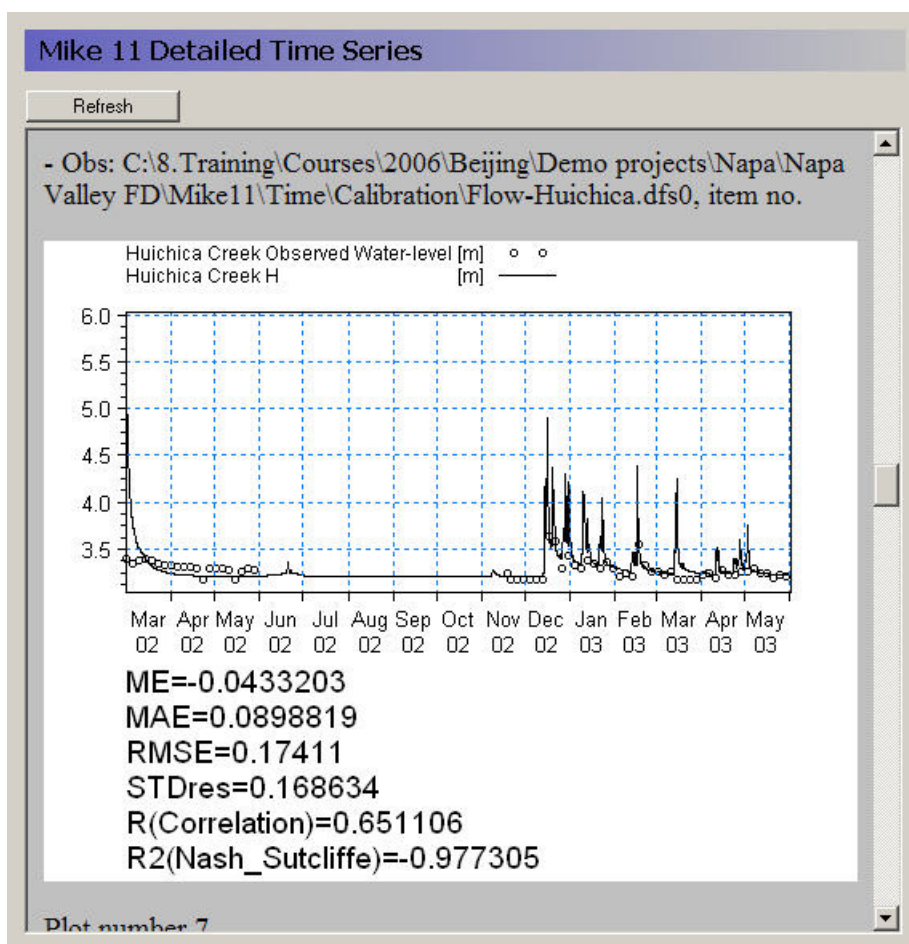 Mike 11 Detailed Time Series
Refresh
- Obs: C:\8.Training\Courses\2006\Beijing\Demo projects\Napa\Napa
Valley FD\Mike11\Time\Calibration\Flow-Huichica.dfs0, item no.
Huichica Creek Observed Water-level [m]
Huichica Creek H [m]
6.0
5.5
5.0
4.5
4.0
3.5
Mar Apr May Jun Jul Aug Sep Oct Nov Dec Jan Feb Mar Apr May
02 02 02 02 02 02 02 02 02 02 03 03 03 03 03
ME=-0.0433203
MAE=0.0898819
RMSE=0.17411
STDres=0.168634
R(Correlation)=0.651106
R2(Nash_Sutcliffe)=-0.977305
Plot number 7